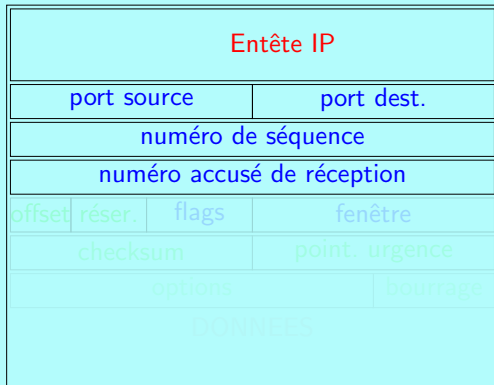 Entête IP
port source port dest.
numéro de séquence
numéro accusé de réception
offset réser. flags fenêtre
checksum point. urgence
options bourrage
DONNEES